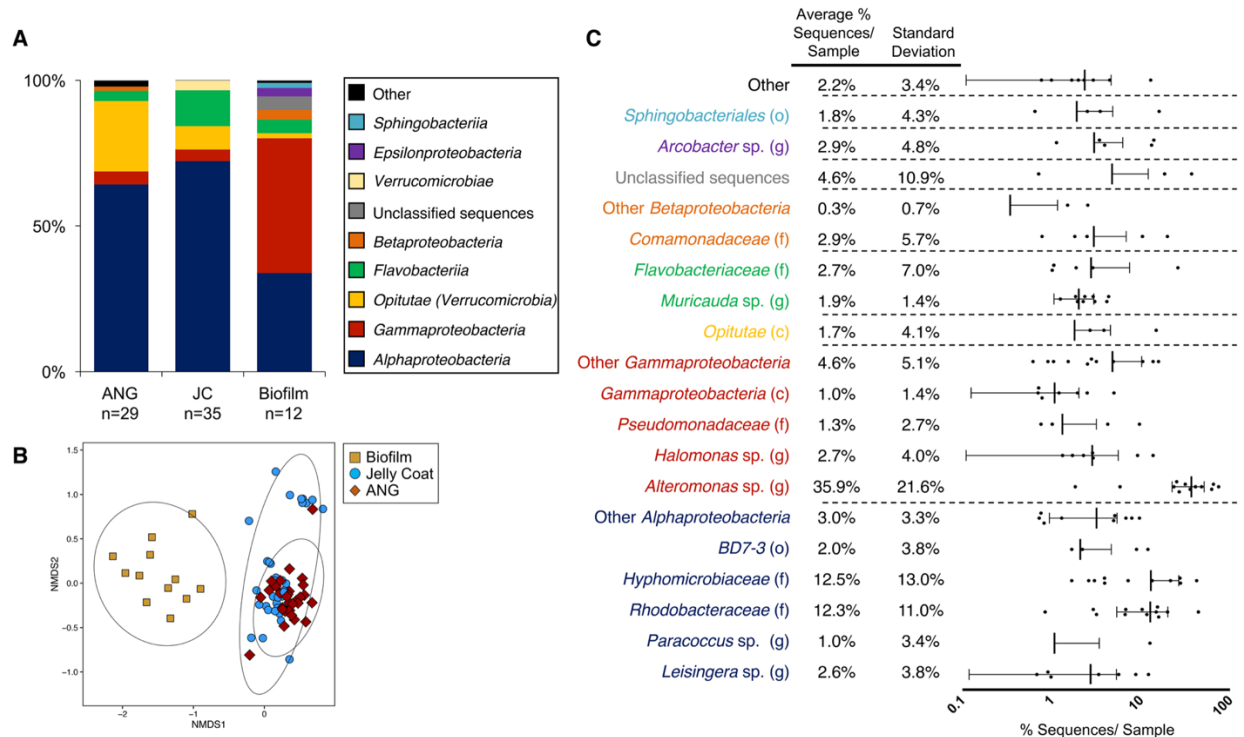 A
100%
50%
0%
ANG
n=29
JC
n=35
Biofilm
n=12
Other
Sphingobacteriia
Epsilonproteobacteria
Verrucomicrobiae
Unclassified sequences
Betaproteobacteria
Flavobacteriia
Opitutae (Verrucomicrobia)
Gammaproteobacteria
Alphaproteobacteria
B
1.5
1.0
0.5
0.0
−0.5
−1.0
NMDS2
−2
−1
0
NMDS1
Biofilm
Jelly Coat
ANG
C
Average %
Sequences/
Sample
Standard
Deviation
Other 2.2% 3.4%
Sphingobacteriales (o) 1.8% 4.3%
Arcobacter sp. (g) 2.9% 4.8%
Unclassified sequences 4.6% 10.9%
Other Betaproteobacteria 0.3% 0.7%
Comamonadaceae (f) 2.9% 5.7%
Flavobacteriaceae (f) 2.7% 7.0%
Muricauda sp. (g) 1.9% 1.4%
Opitutae (c) 1.7% 4.1%
Other Gammaproteobacteria 4.6% 5.1%
Gammaproteobacteria (c) 1.0% 1.4%
Pseudomonadaceae (f) 1.3% 2.7%
Halomonas sp. (g) 2.7% 4.0%
Alteromonas sp. (g) 35.9% 21.6%
Other Alphaproteobacteria 3.0% 3.3%
BD7-3 (o) 2.0% 3.8%
Hyphomicrobiaceae (f) 12.5% 13.0%
Rhodobacteraceae (f) 12.3% 11.0%
Paracoccus sp. (g) 1.0% 3.4%
Leisingera sp. (g) 2.6% 3.8%
0.1
1
10
100
% Sequences/ Sample